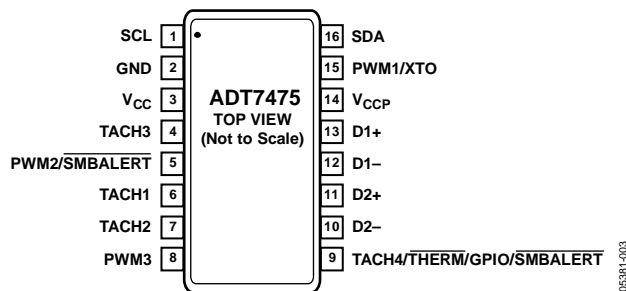 SCL 1
GND 2
VCC 3
TACH3 4
PWM2/SMBALERT 5
TACH1 6
TACH2 7
PWM3 8
ADT7475
TOP VIEW
(Not to Scale)
16 SDA
15 PWM1/XTO
14 VCCP
13 D1+
12 D1–
11 D2+
10 D2–
9 TACH4/THERM/GPIO/SMBALERT
05381-003